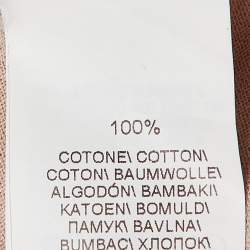 100%
COTONE\ COTTON\
COTON\ BAUMWOLLE\
ALGODÓN\ BAMBAKI\
KATOEN\ BOMULD\
ПАМУК\ BAVLNA\
BUMBAC\ ХЛОПОК\